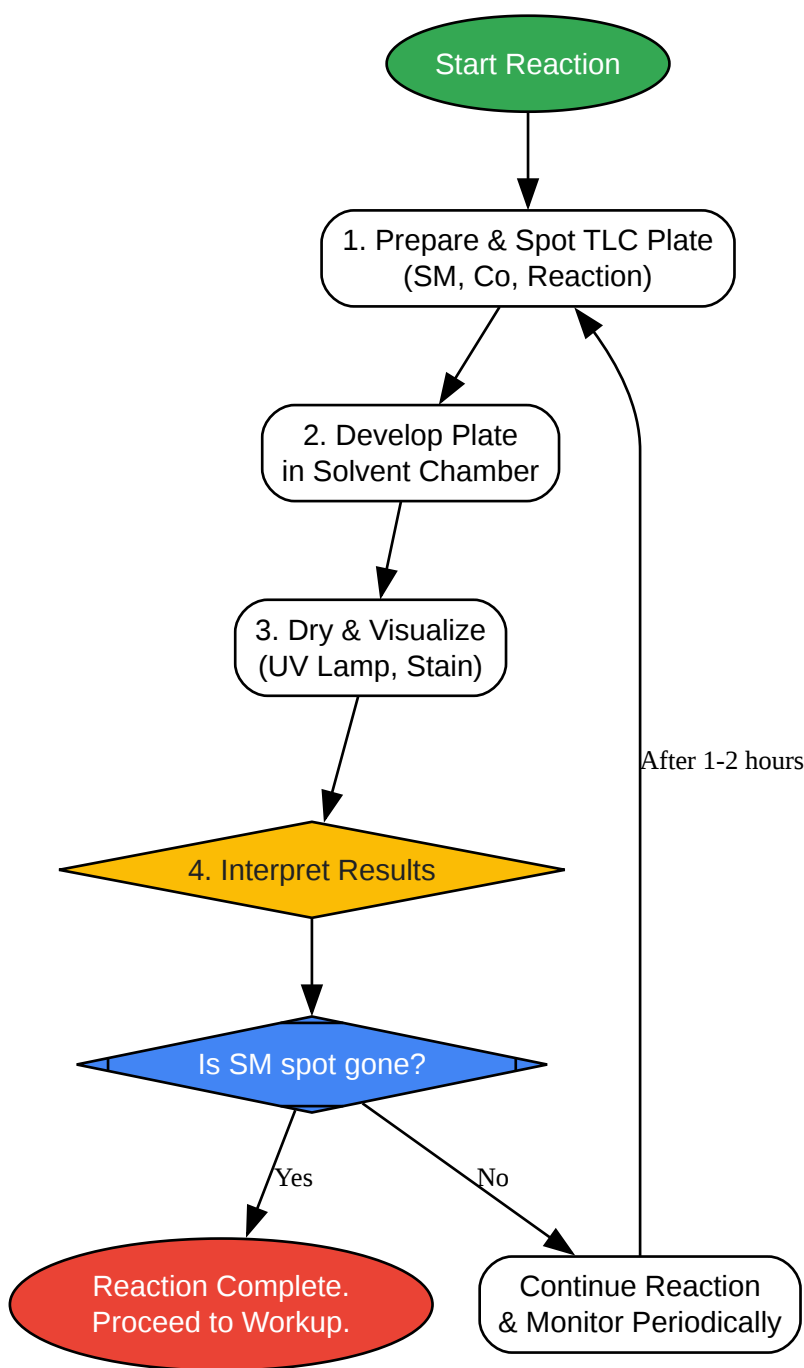 Start Reaction
1. Prepare & Spot TLC Plate
(SM, Co, Reaction)
2. Develop Plate
in Solvent Chamber
3. Dry & Visualize
(UV Lamp, Stain)
After 1-2 hours
4. Interpret Results
Is SM spot gone?
Yes
No
Reaction Complete.
Proceed to Workup.
Continue Reaction
& Monitor Periodically